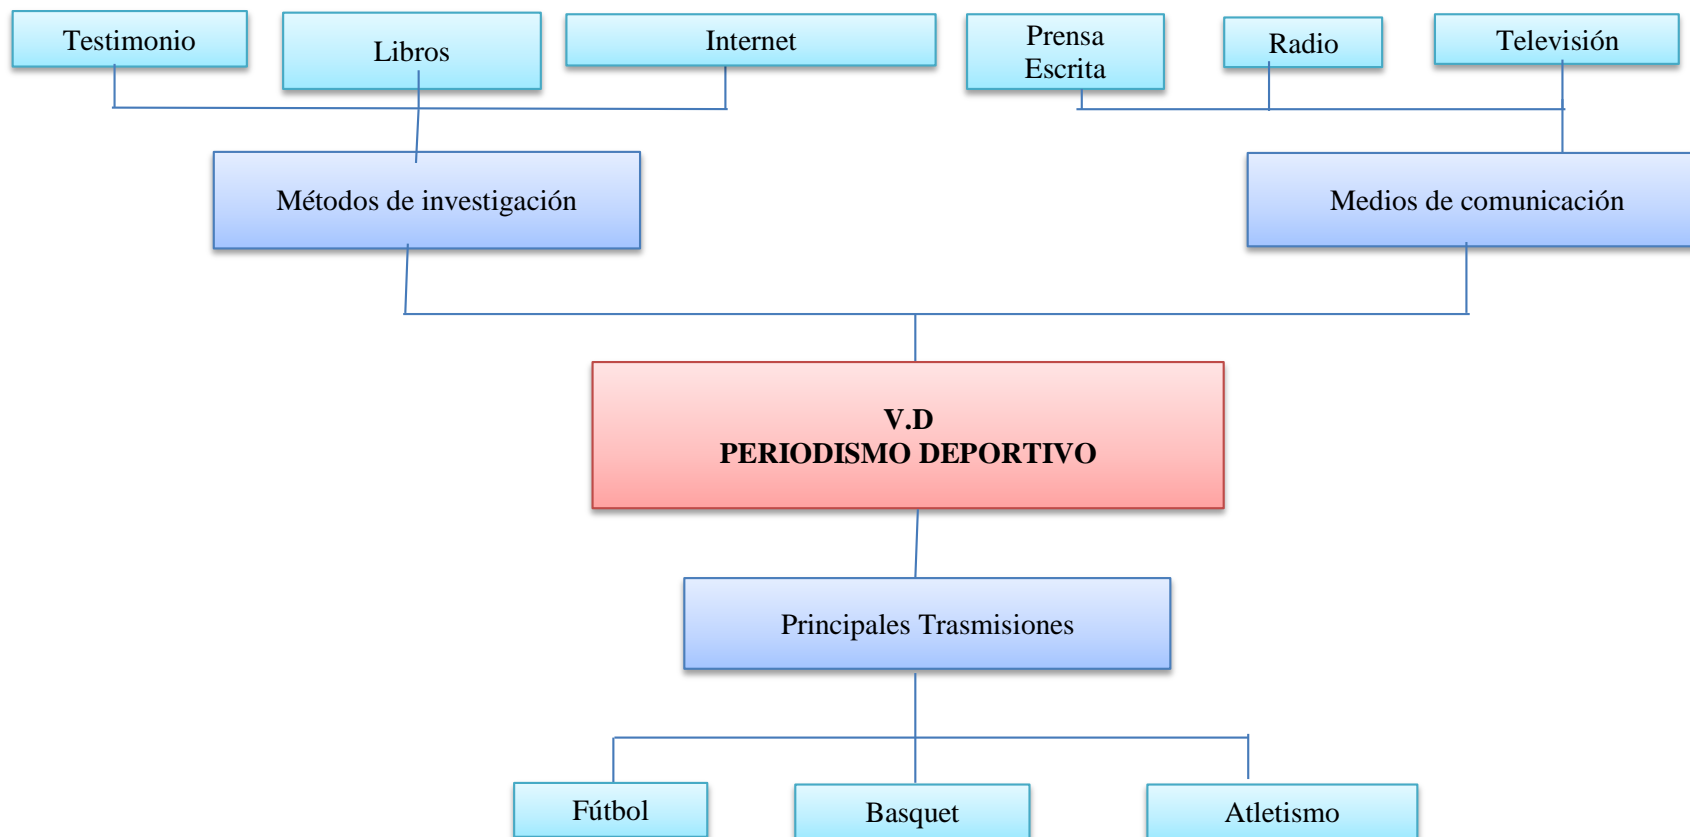 Testimonio
Libros
Internet
Prensa
Escrita
Radio
Televisión
Métodos de investigación
Medios de comunicación
V.D
PERIODISMO DEPORTIVO
Principales Trasmisiones
Fútbol
Basquet
Atletismo